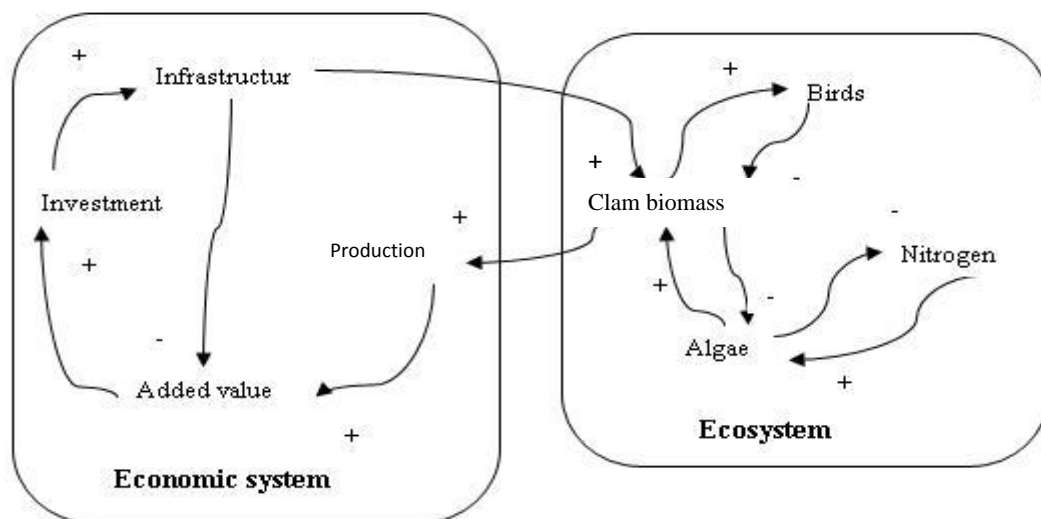 +
Infrastructur
+
Birds
Investment
+
-
Clam biomass
+
Production
-
+
Nitrogen
+
-
-
Algae
Added value
+
+
Ecosystem
Economic system